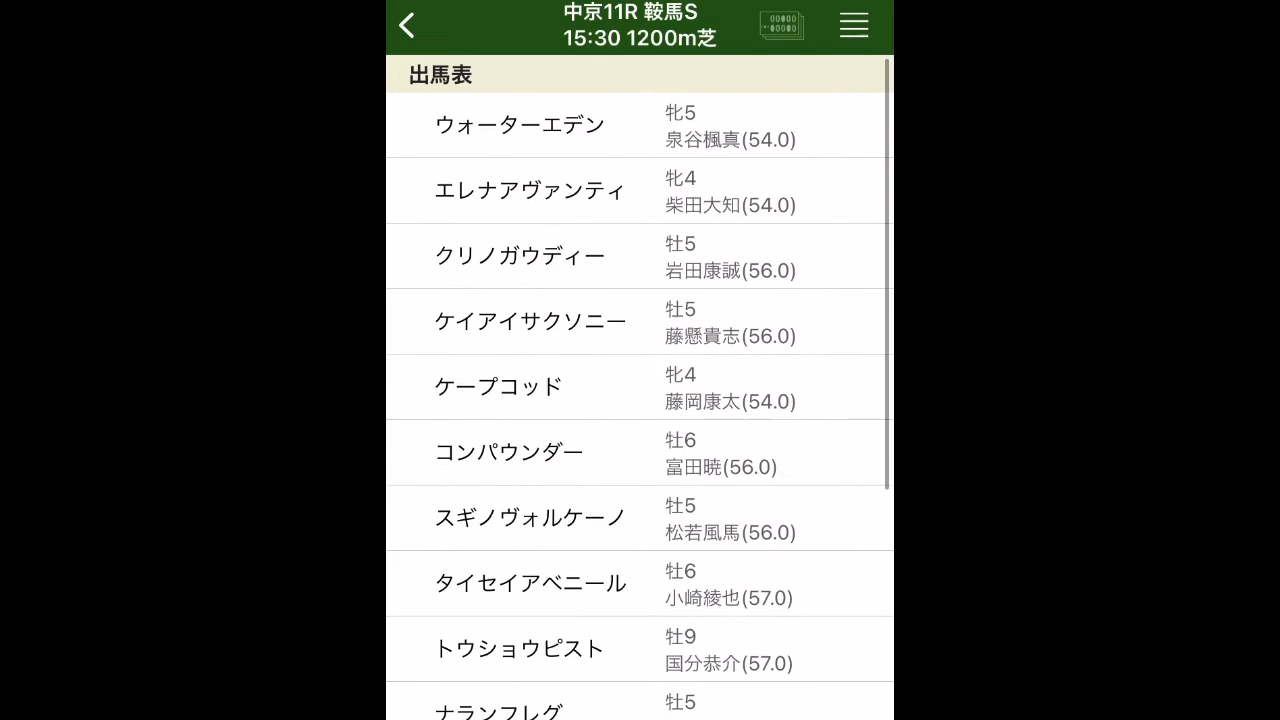 中京11R 鞍馬S
15:30 1200m芝
出馬表
ウォーターエデン
牝5
泉谷楓真(54.0)
エレナアヴァンティ
牝4
柴田大知(54.0)
クリノガウディー
牡5
岩田康誠(56.0)
ケイアイサクソニー
牡5
藤懸貴志(56.0)
ケープコッド
牝4
藤岡康太(54.0)
コンパウンダー
牡6
富田暁(56.0)
スギノヴォルケーノ
牡5
松若風馬(56.0)
タイセイアベニール
牡6
小崎綾也(57.0)
トウショウピスト
牡9
国分恭介(57.0)
ナランフレグ
牡5